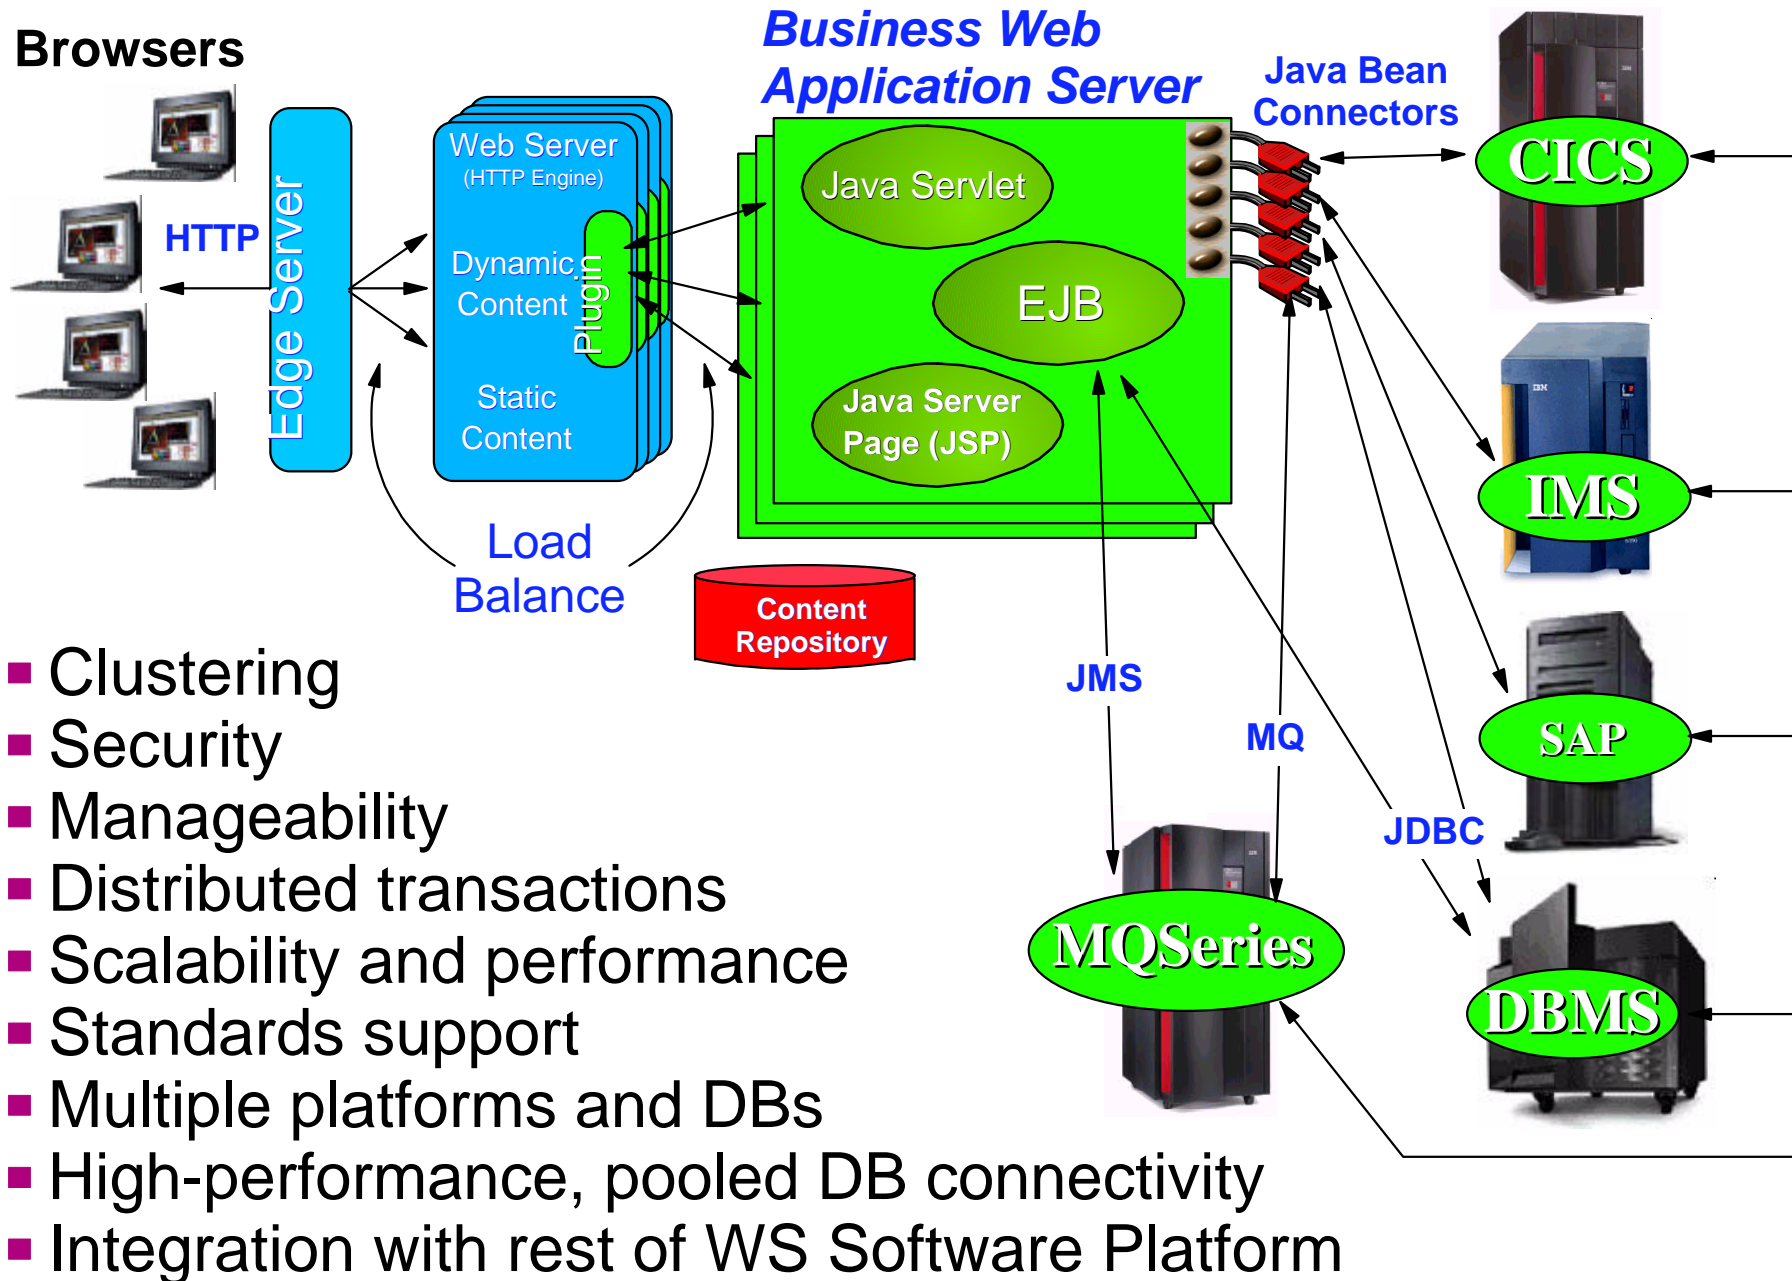 Browsers
Business Web
Application Server
Java Bean
Connectors
HTTP
Edge Server
Web Server
(HTTP Engine)
Dynamic
Content
Plugin
Static
Content
Load
Balance
Java Servlet
EJB
Java Server
Page (JSP)
Content
Repository
CICS
IMS
SAP
DBMS
MQSeries
JMS
MQ
JDBC
Clustering
Security
Manageability
Distributed transactions
Scalability and performance
Standards support
Multiple platforms and DBs
High-performance, pooled DB connectivity
Integration with rest of WS Software Platform
IBM